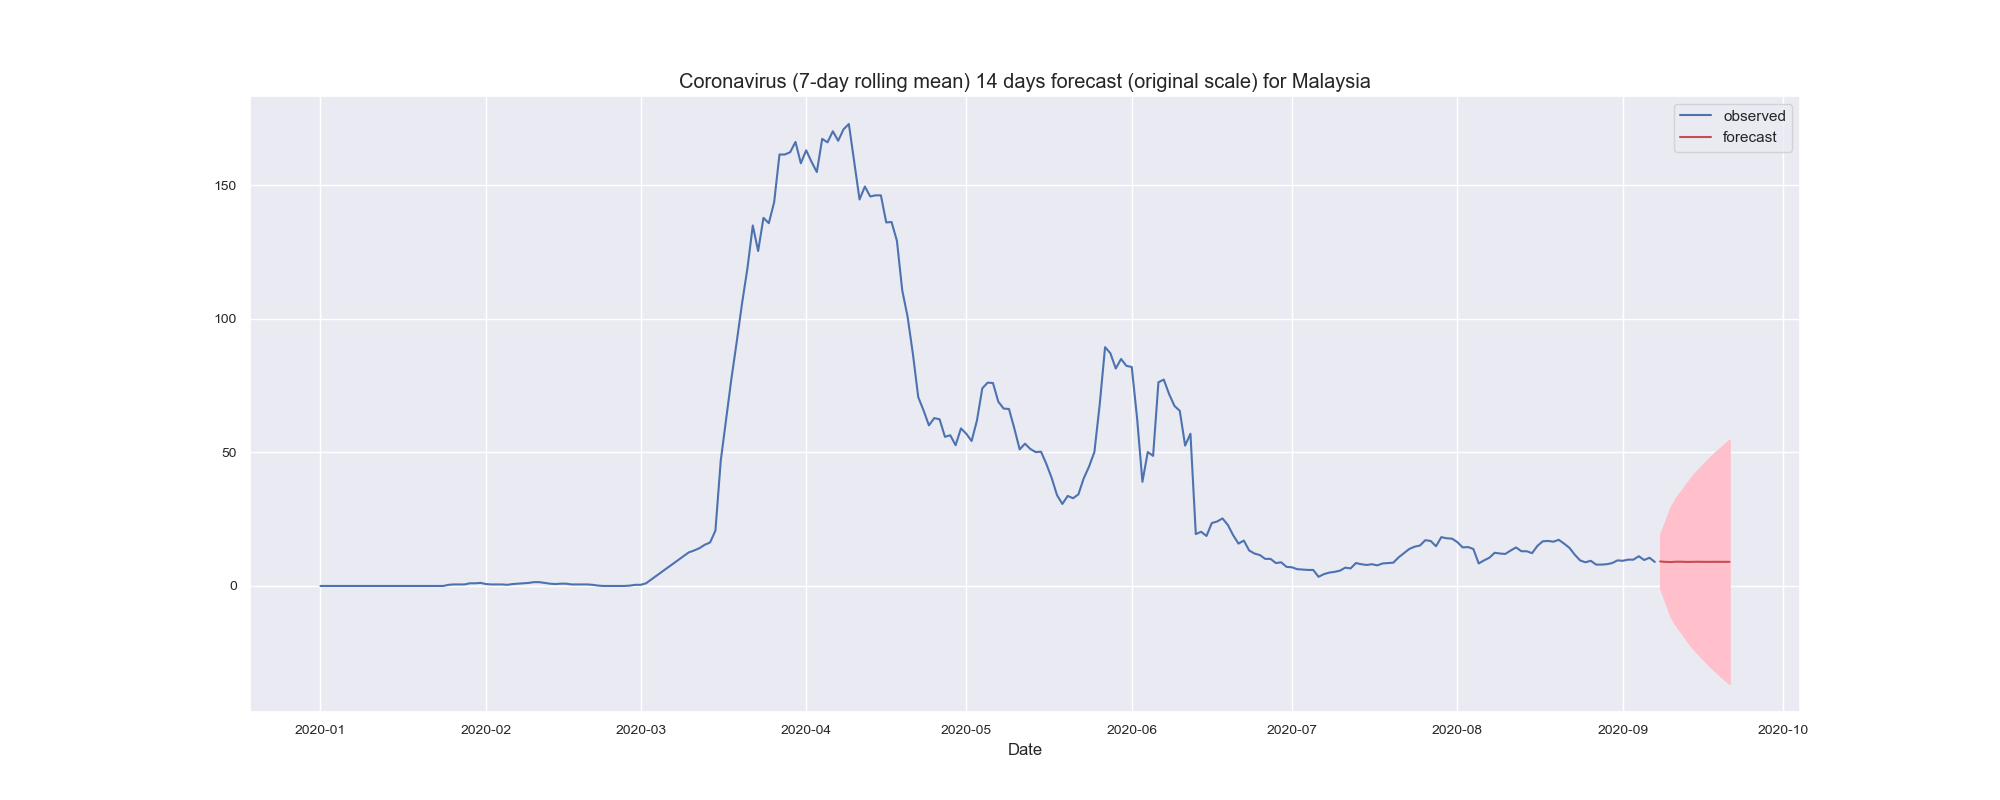 Coronavirus (7-day rolling mean) 14 days forecast (original scale) for Malaysia
observed
forecast
150
100
50
0
2020-01 2020-02 2020-03 2020-04 2020-05 2020-06 2020-07 2020-08 2020-09 2020-10
Date